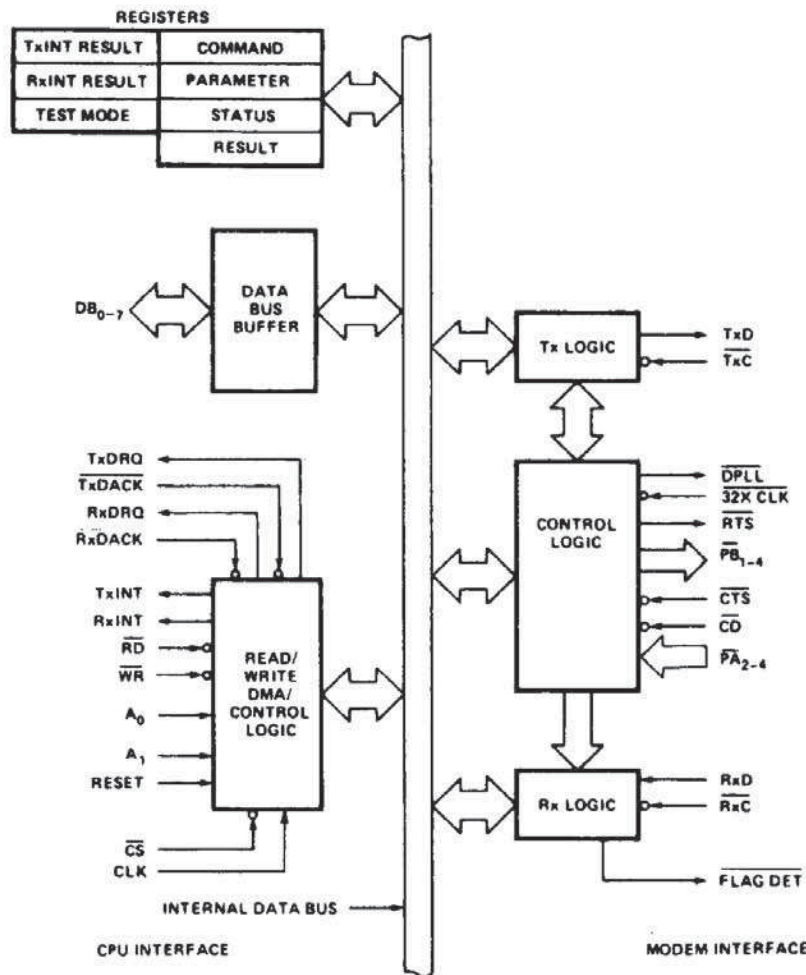 REGISTERS
TxINT RESULT
COMMAND
RxINT RESULT
PARAMETER
TEST MODE
STATUS
RESULT
DB0-7
DATA
BUS
BUFFER
Tx LOGIC
TxD
TxC
TxDRQ
TxDACK
RxDRQ
RxDACK
TxINT
RxINT
RD
WR
A0
A1
RESET
READ/
WRITE
DMA/
CONTROL
LOGIC
CS
CLK
CONTROL
LOGIC
DPLL
32X CLK
RTS
PB1-4
CTS
CD
PA2-4
Rx LOGIC
RxD
RxC
FLAG DET
INTERNAL DATA BUS
CPU INTERFACE
MODEM INTERFACE